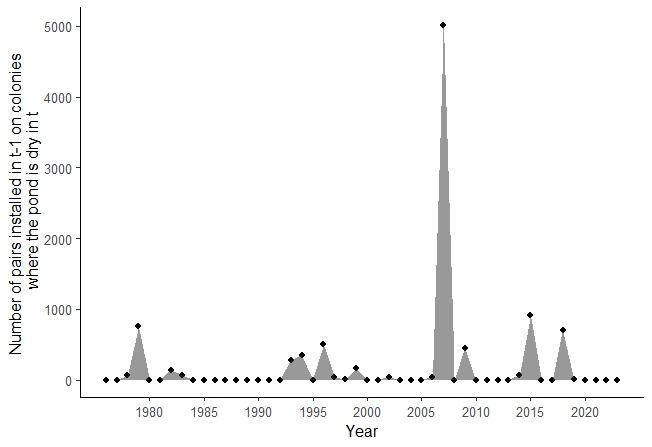 Number of pairs installed in t-1 on colonies
where the pond is dry in t
5000
4000
3000
2000
1000
0
1980 1985 1990 1995 2000 2005 2010 2015 2020
Year